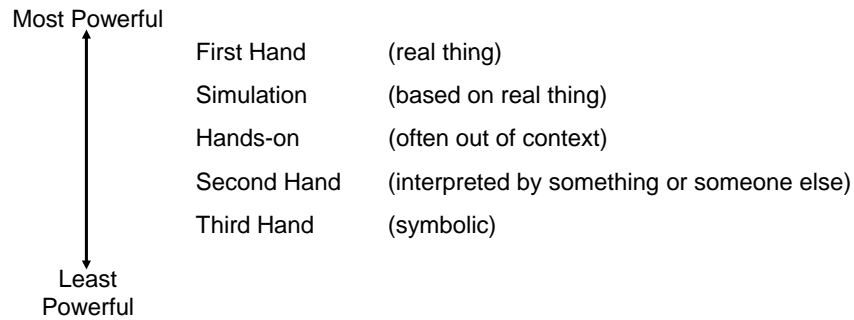 Most Powerful
First Hand (real thing)
Simulation (based on real thing)
Hands-on (often out of context)
Second Hand (interpreted by something or someone else)
Third Hand (symbolic)
Least
Powerful